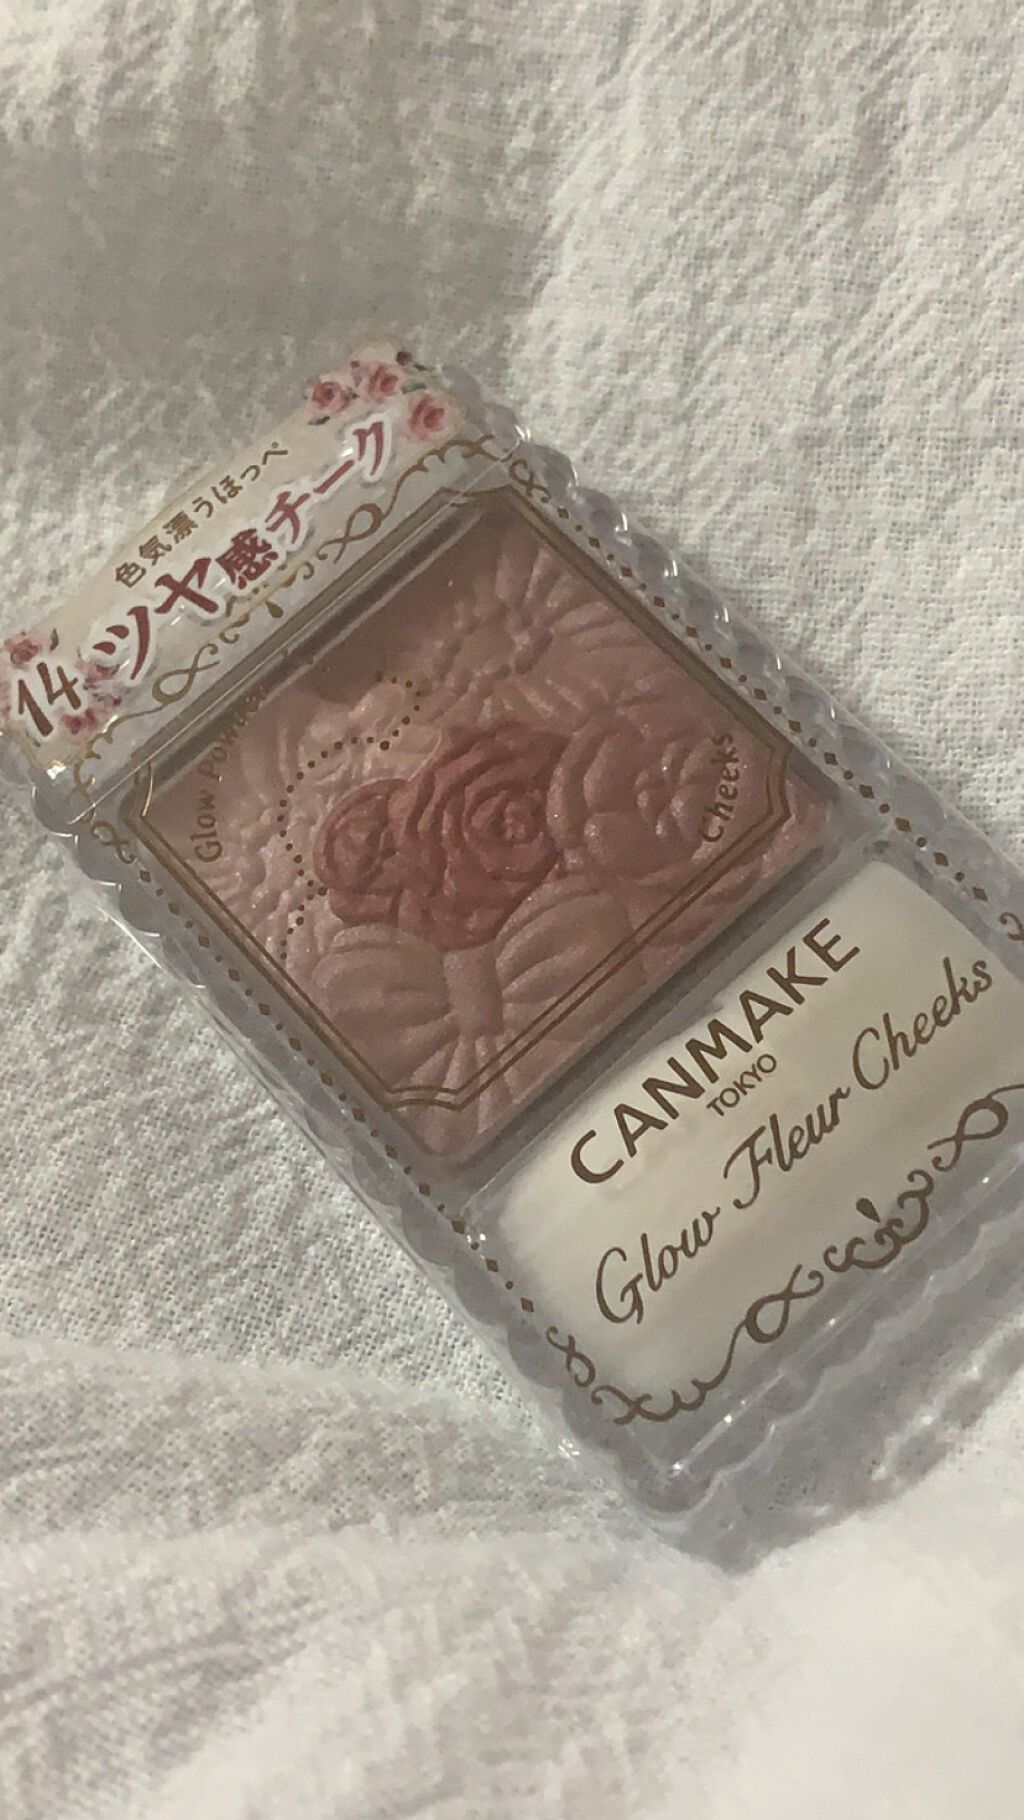 色気漂うほっぺ
14 ツヤ感チーク
Glow Powder
Cheeks
CANMAKE
TOKYO
Glow Fleur Cheeks